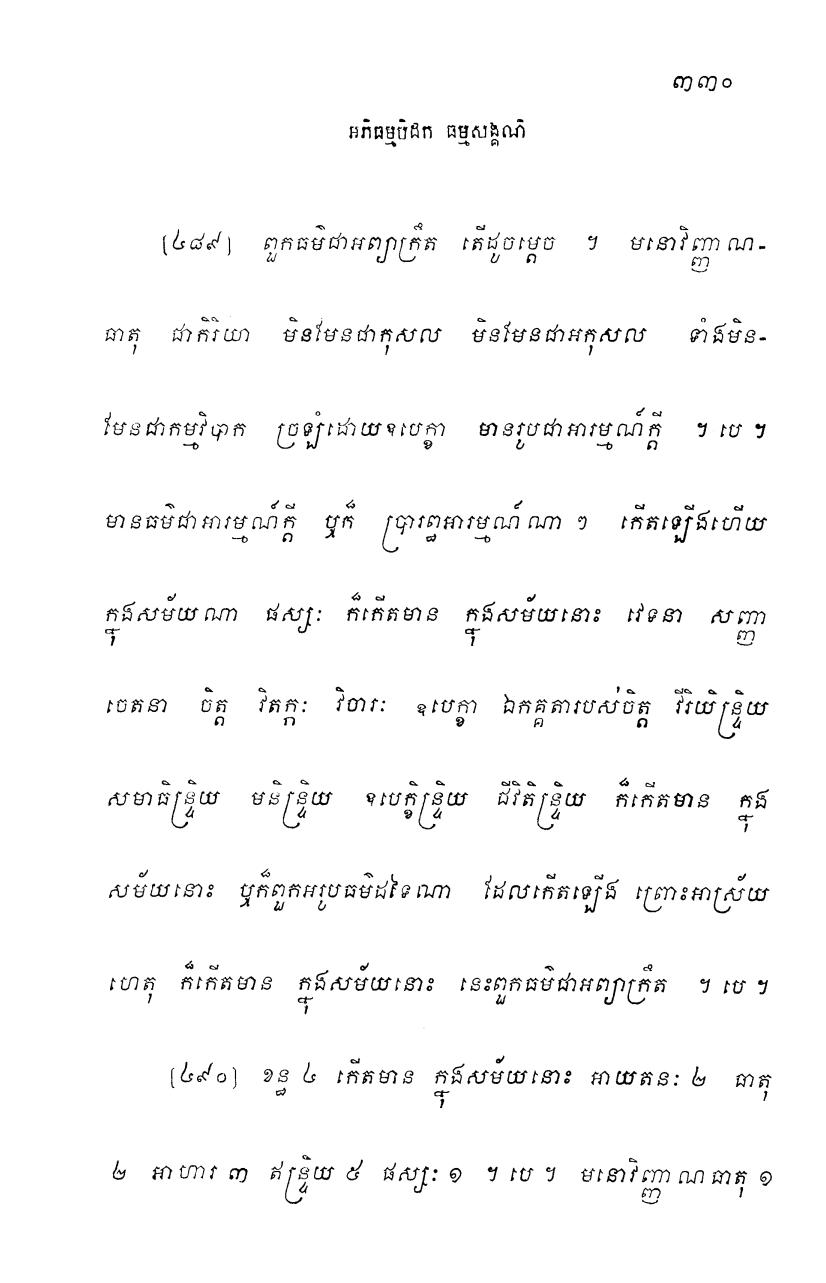 ៣៣០
អភិធម្មបិដក ធម្មសង្គណិ
[៤៨៩] ពួកធម៌ជាអព្យាក្រឹត តើដូចម្តេច ។ មនោវិញ្ញាណ-
ធាតុ ជាកិរិយា មិនមែនជាកុសល មិនមែនជាអកុសល ទាំងមិន-
មែនជាកម្មវិបាក ច្រឡំដោយឧបេក្ខា មានរូបជាអារម្មណ៍ក្តី ។ បេ ។
មានធម៌ជាអារម្មណ៍ក្តី ឬក៏ ប្រារព្ធអារម្មណ៍ណា ៗ កើតឡើងហើយ
ក្នុងសម័យណា ផស្សៈ ក៏កើតមាន ក្នុងសម័យនោះ វេទនា សញ្ញា
ចេតនា ចិត្ត វិតក្កៈ វិចារៈ ឧបេក្ខា ឯកគ្គតារបស់ចិត្ត វីរិយិន្ទ្រិយ
សមាធិន្ទ្រិយ មនិន្ទ្រិយ ឧបេក្ខិន្ទ្រិយ ជីវិតិន្ទ្រិយ ក៏កើតមាន ក្នុង
សម័យនោះ ឬក៏ពួកអរូបធម៌ដទៃណា ដែលកើតឡើង ព្រោះអាស្រ័យ
ហេតុ ក៏កើតមាន ក្នុងសម័យនោះ នេះពួកធម៌ជាអព្យាក្រឹត ។ បេ ។
[៤៩០] ខន្ធ ៤ កើតមាន ក្នុងសម័យនោះ អាយតនៈ ២ ធាតុ
២ អាហារ ៣ ឥន្ទ្រិយ ៥ ផស្សៈ ១ ។ បេ ។ មនោវិញ្ញាណធាតុ ១